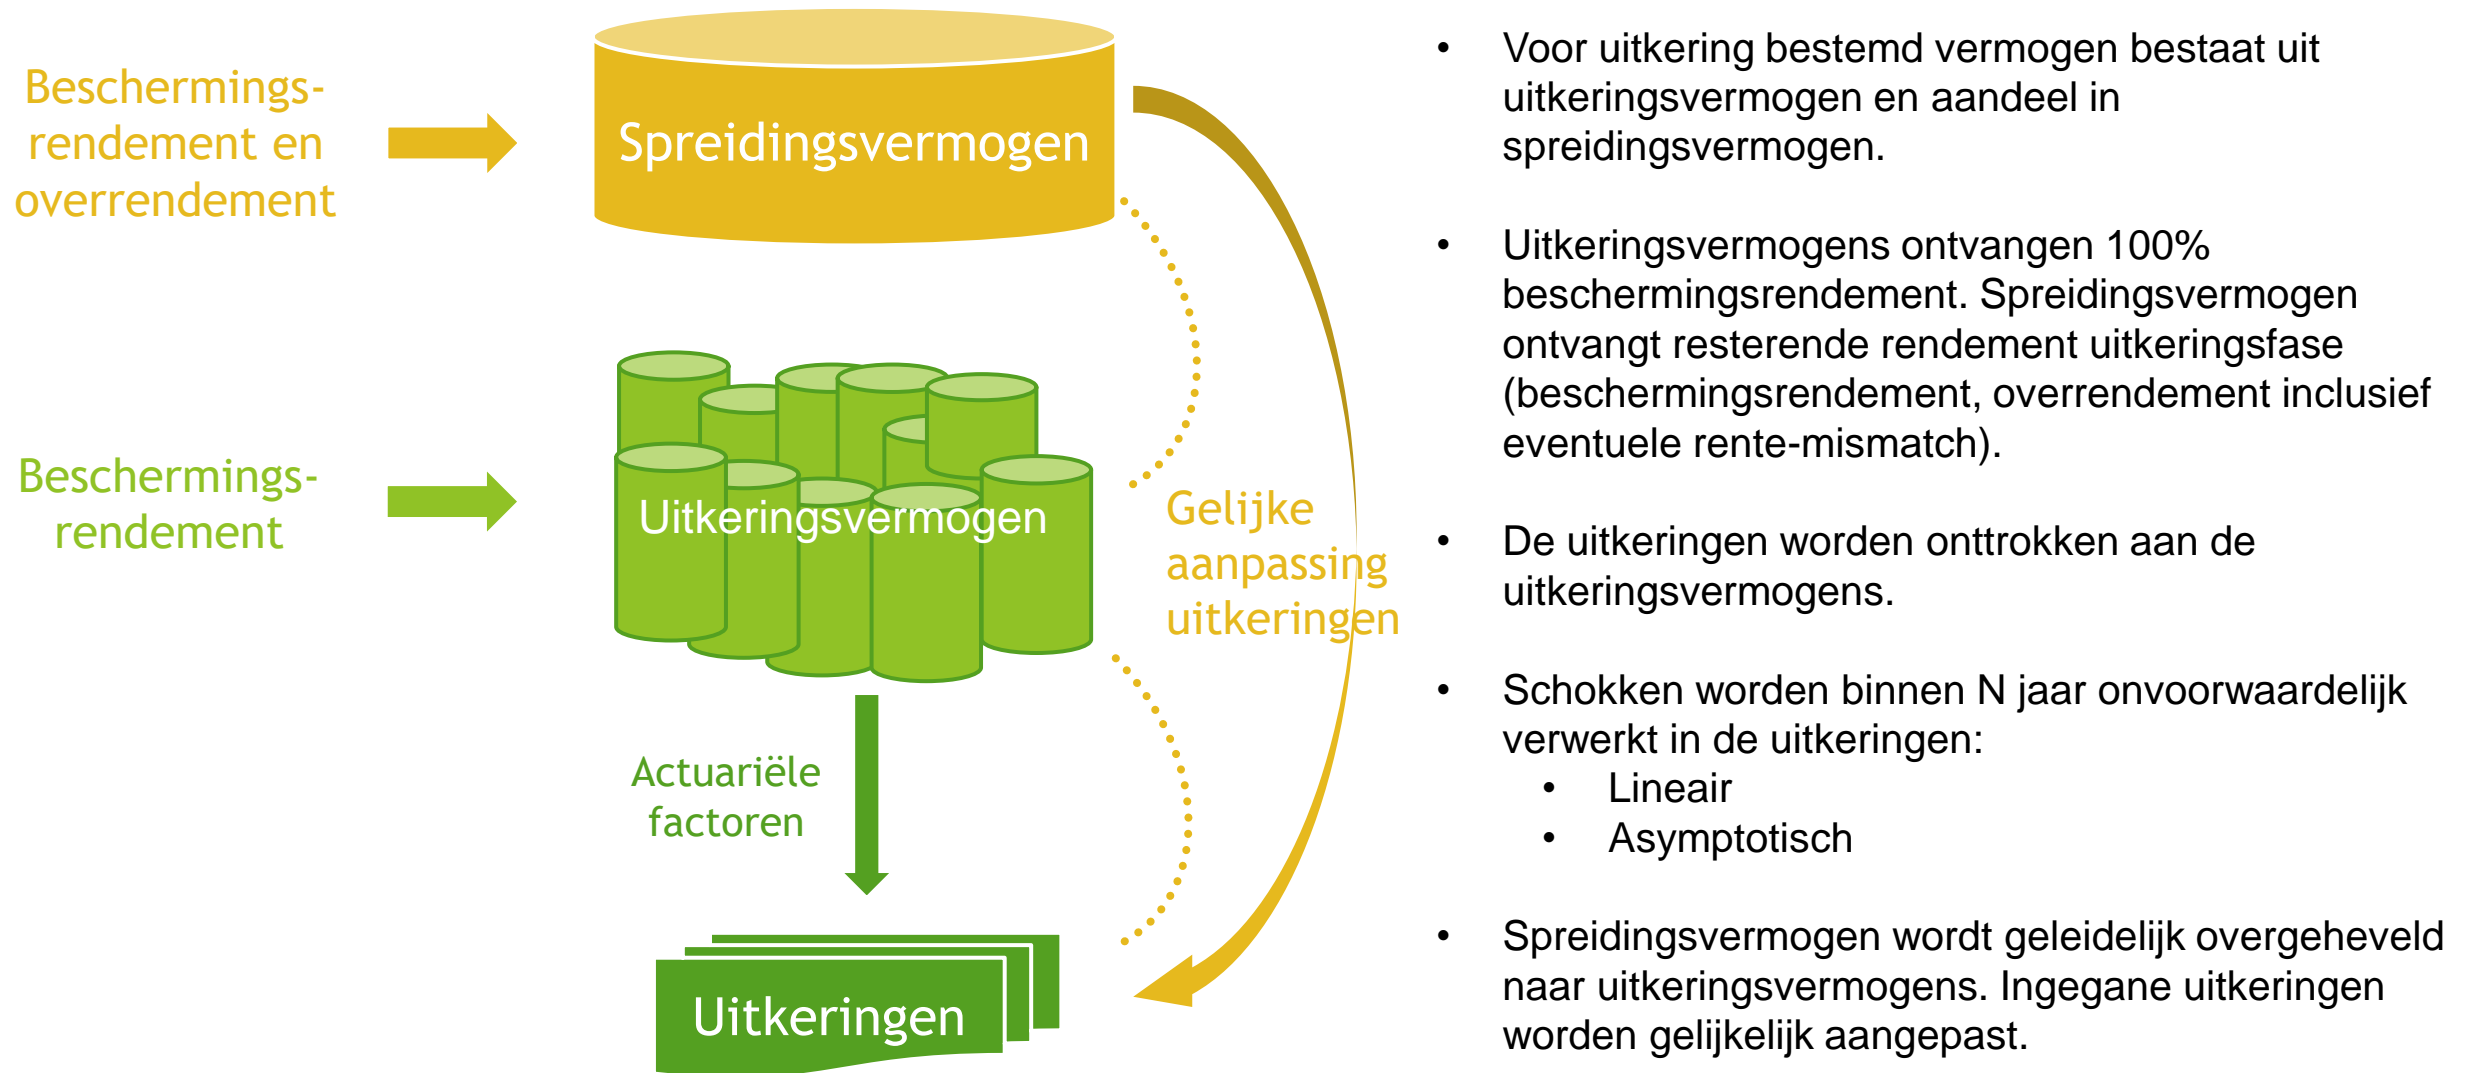 Beschermings-
rendement en
overrendement
Spreidingsvermogen
Beschermings-
rendement
Uitkeringsvermogen
Gelijke
aanpassing
uitkeringen
Actuariële
factoren
Uitkeringen
• Voor uitkering bestemd vermogen bestaat uit
uitkeringsvermogen en aandeel in
spreidingsvermogen.
• Uitkeringsvermogens ontvangen 100%
beschermingsrendement. Spreidingsvermogen
ontvangt resterende rendement uitkeringsfase
(beschermingsrendement, overrendement inclusief
eventuele rente-mismatch).
• De uitkeringen worden onttrokken aan de
uitkeringsvermogens.
• Schokken worden binnen N jaar onvoorwaardelijk
verwerkt in de uitkeringen:
• Lineair
• Asymptotisch
• Spreidingsvermogen wordt geleidelijk overgeheveld
naar uitkeringsvermogens. Ingegane uitkeringen
worden gelijkelijk aangepast.